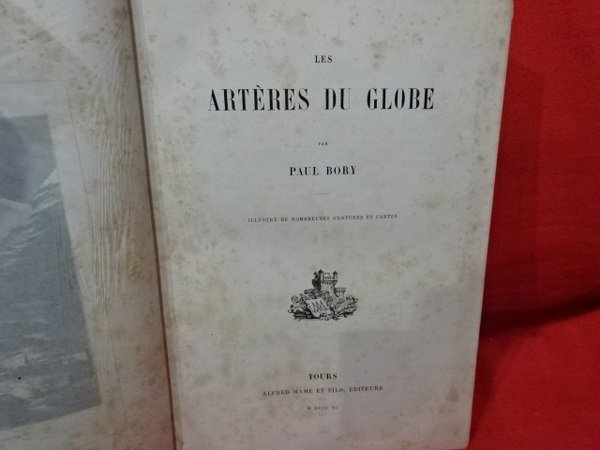 LES
ARTÈRES DU GLOBE
PAR
PAUL BORY
ILLUSTRÉ DE NOMBREUSES GRAVURES ET CARTES
TOURS
ALFRED MAME ET FILS, ÉDITEURS